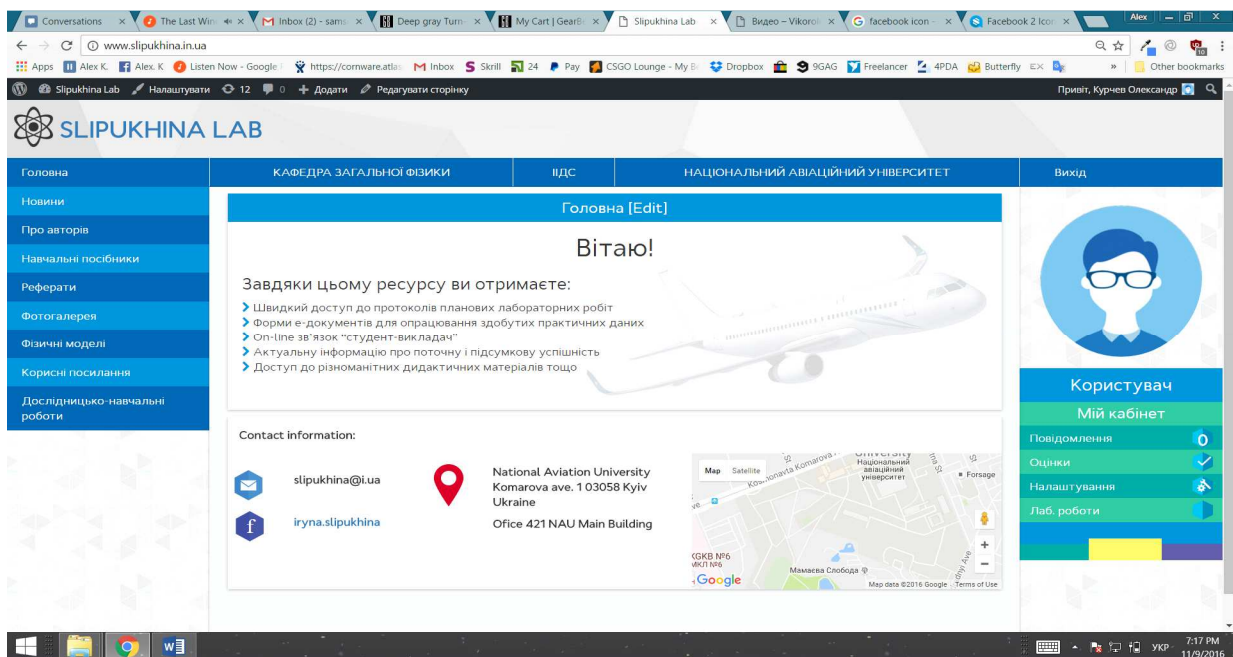 Conversations
The Last Win
Inbox (2) - sams
Deep gray Turn-
My Cart | GearB
Slipukhina Lab
Видео – Vikorol
facebook icon -
Facebook 2 Icon
Alex
www.slipukhina.in.ua
Apps
Alex K.
Alex. K
Listen Now - Google
https://cornware.atlas
Inbox
Skrill
24
Pay
CSGO Lounge - My B
Dropbox
9GAG
Freelancer
4PDA
Butterfly
»
Other bookmarks
Slipukhina Lab
Налаштувати
12
0
Додати
Редагувати сторінку
Привіт, Курчев Олександр
SLIPUKHINA LAB
Головна
КАФЕДРА ЗАГАЛЬНОЇ ФІЗИКИ
ІІДС
НАЦІОНАЛЬНИЙ АВІАЦІЙНИЙ УНІВЕРСИТЕТ
Вихід
Новини
Про авторів
Навчальні посібники
Реферати
Фотогалерея
Фізичні моделі
Корисні посилання
Дослідницько-навчальні
роботи
Головна [Edit]
Вітаю!
Завдяки цьому ресурсу ви отримаєте:
Швидкий доступ до протоколів планових лабораторних робіт
Форми е-документів для опрацювання здобутих практичних даних
On-line зв'язок “студент-викладач”
Актуальну інформацію про поточну і підсумкову успішність
Доступ до різноманітних дидактичних матеріалів тощо
Contact information:
slipukhina@i.ua
iryna.slipukhina
National Aviation University
Komarova ave. 1 03058 Kyiv
Ukraine
Ofice 421 NAU Main Building
Map
Satellite
Національний
авіаційний
університет
Forsage
KGKB №6
МКЛ №6
Мамаєва Слобода
Google
Map data ©2016 Google
Terms of Use
Користувач
Мій кабінет
Повідомлення
0
Оцінки
Налаштування
Лаб. роботи
УКР
7:17 PM
11/9/2016